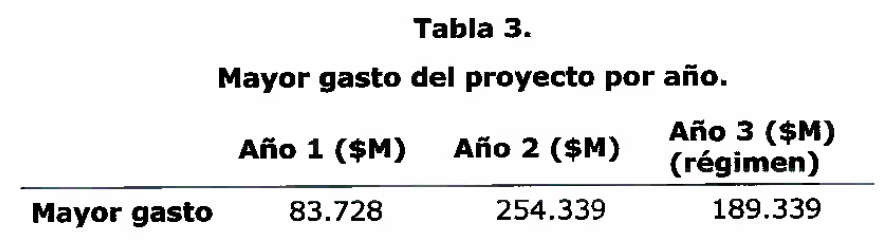 Tabla 3.
Mayor gasto del proyecto por año.
Año 1 ($M) Año 2 ($M) Año 3 ($M) (régimen)
Mayor gasto 83.728 254.339 189.339